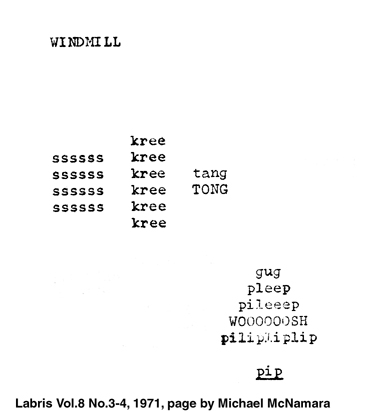 WINDMILL
kree
ssssss kree
ssssss kree tang
ssssss kree TONG
ssssss kree
kree
gug
pleep
pileeep
WOOOOOOSH
pilipliplip
pip
Labris Vol.8 No.3-4, 1971, page by Michael McNamara